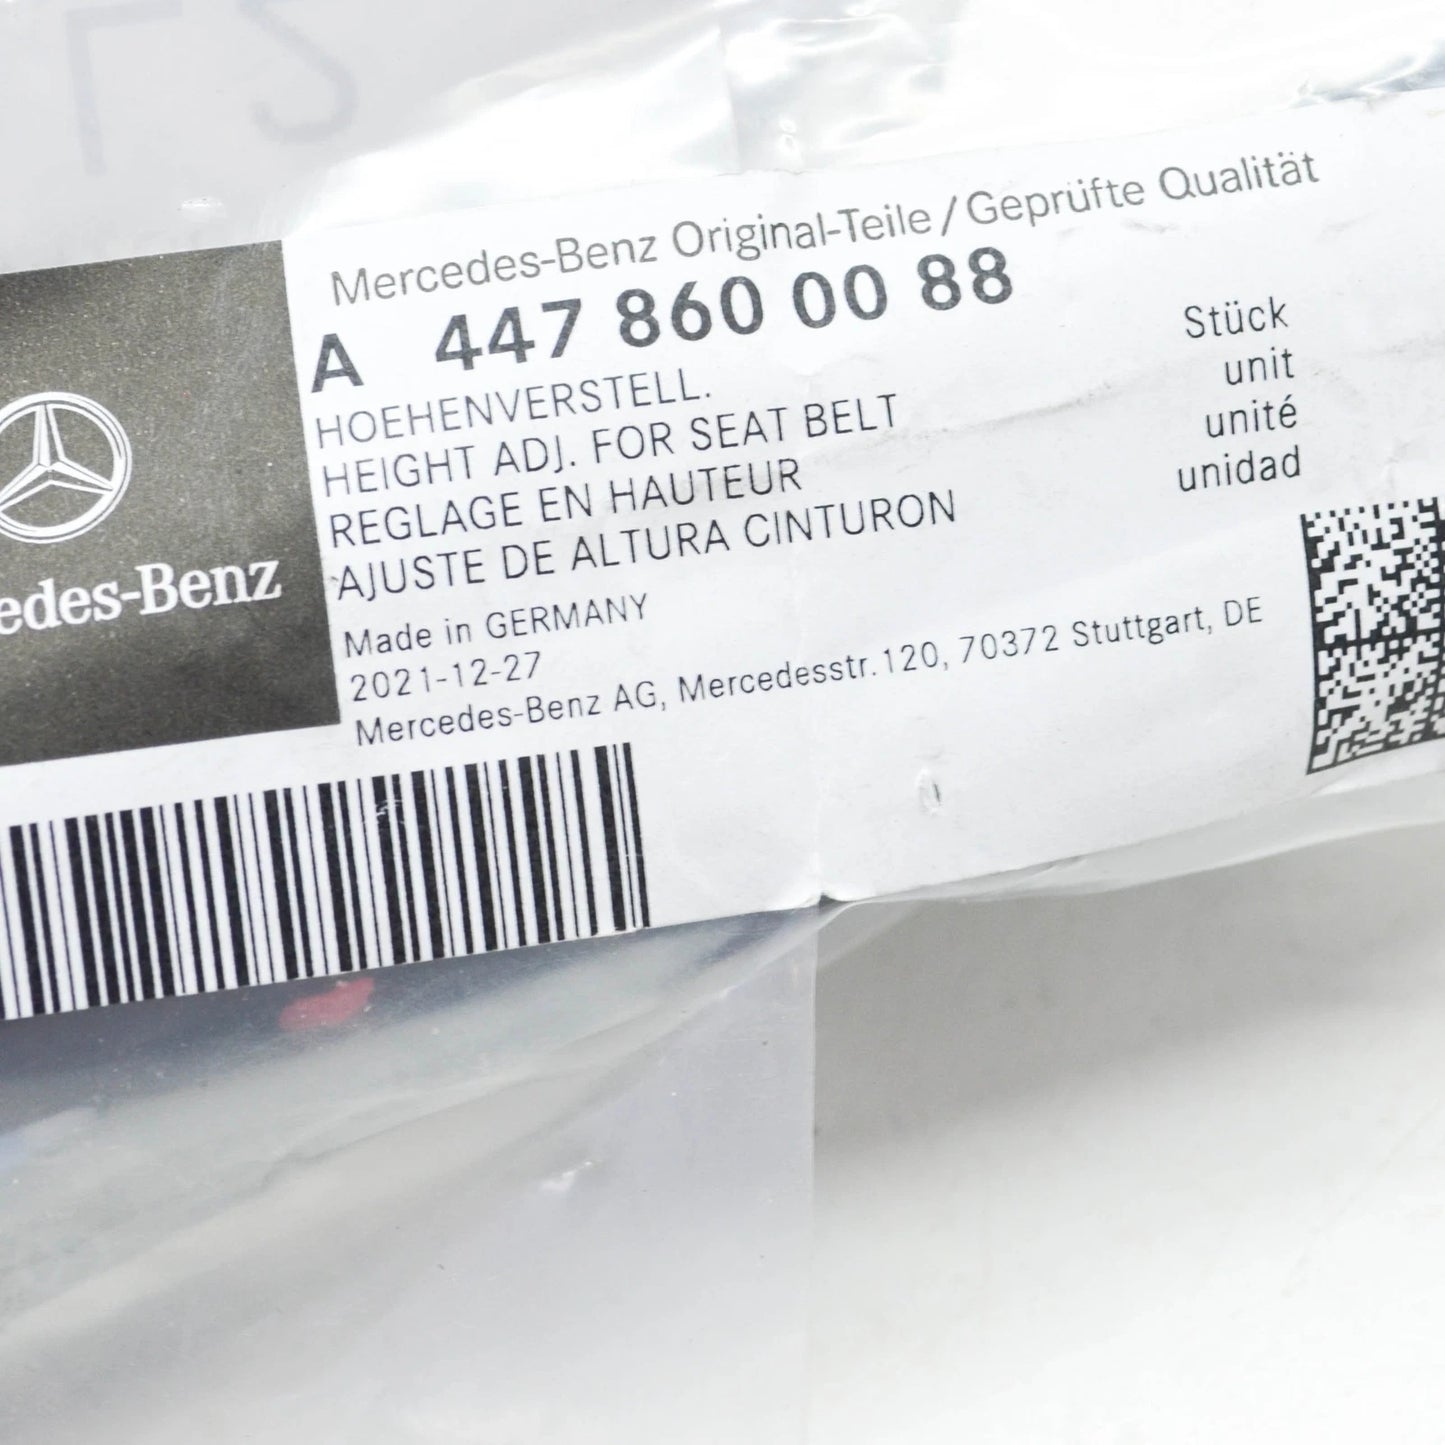 Mercedes-Benz Original-Teile / Geprüfte Qualität
A 447 860 00 88
HOEHENVERSTELL.
HEIGHT ADJ. FOR SEAT BELT
REGLAGE EN HAUTEUR
AJUSTE DE ALTURA CINTURON
Stück
unit
unité
unidad
Made in GERMANY
2021-12-27
Mercedes-Benz AG, Mercedesstr. 120, 70372 Stuttgart, DE
edes-Benz